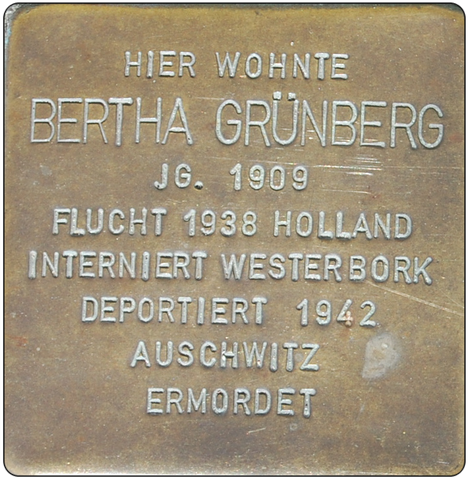 HIER WOHNTE
BERTHA GRÜNBERG
JG. 1909
FLUCHT 1938 HOLLAND
INTERNIERT WESTERBORK
DEPORTIERT 1942
AUSCHWITZ
ERMORDET